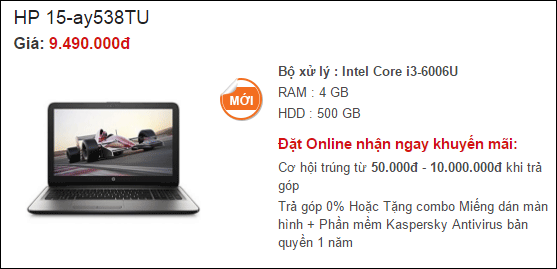 HP 15-ay538TU
Giá: 9.490.000đ
MỚI
Bộ xử lý : Intel Core i3-6006U
RAM : 4 GB
HDD : 500 GB
Đặt Online nhận ngay khuyến mãi:
Cơ hội trúng từ 50.000đ - 10.000.000đ khi trả
góp
Trả góp 0% Hoặc Tặng combo Miếng dán màn
hình + Phần mềm Kaspersky Antivirus bản
quyền 1 năm